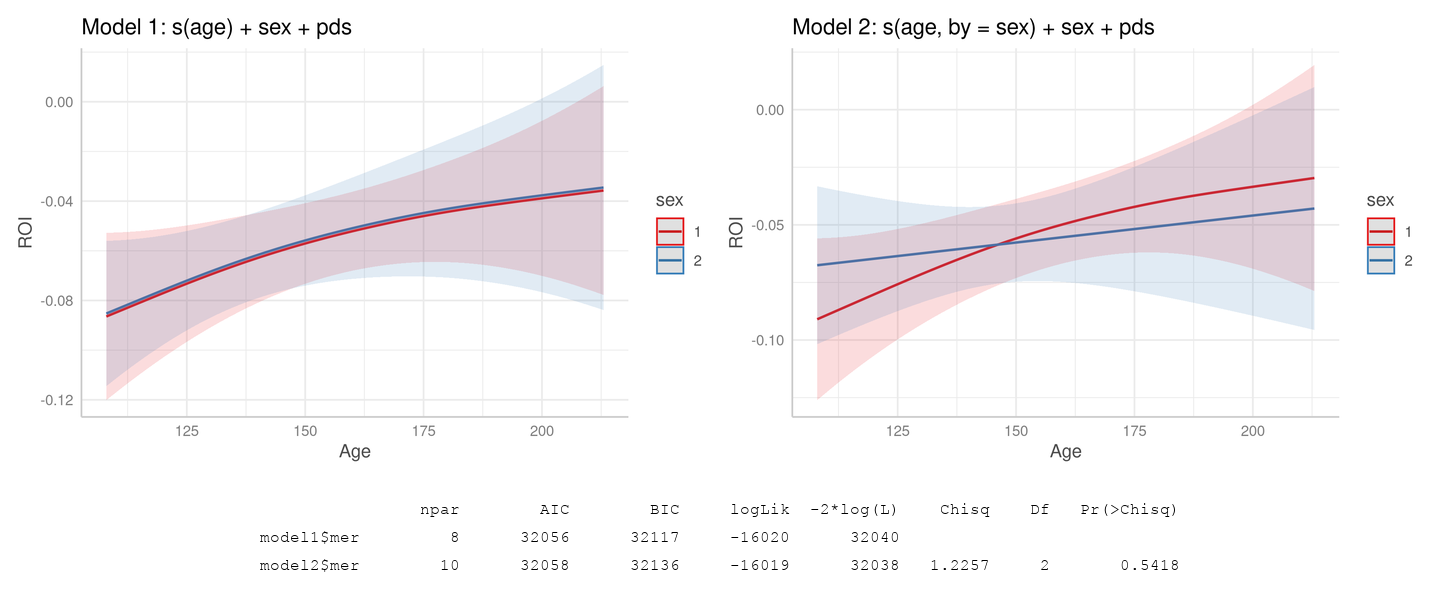 Model 1: s(age) + sex + pds
0.00
-0.04
-0.08
-0.12
ROI
125 150 175 200
Age
sex
1
2
Model 2: s(age, by = sex) + sex + pds
0.00
-0.05
-0.10
ROI
125 150 175 200
Age
sex
1
2
npar AIC BIC logLik -2*log(L) Chisq Df Pr(>Chisq)
model1$mer 8 32056 32117 -16020 32040
model2$mer 10 32058 32136 -16019 32038 1.2257 2 0.5418